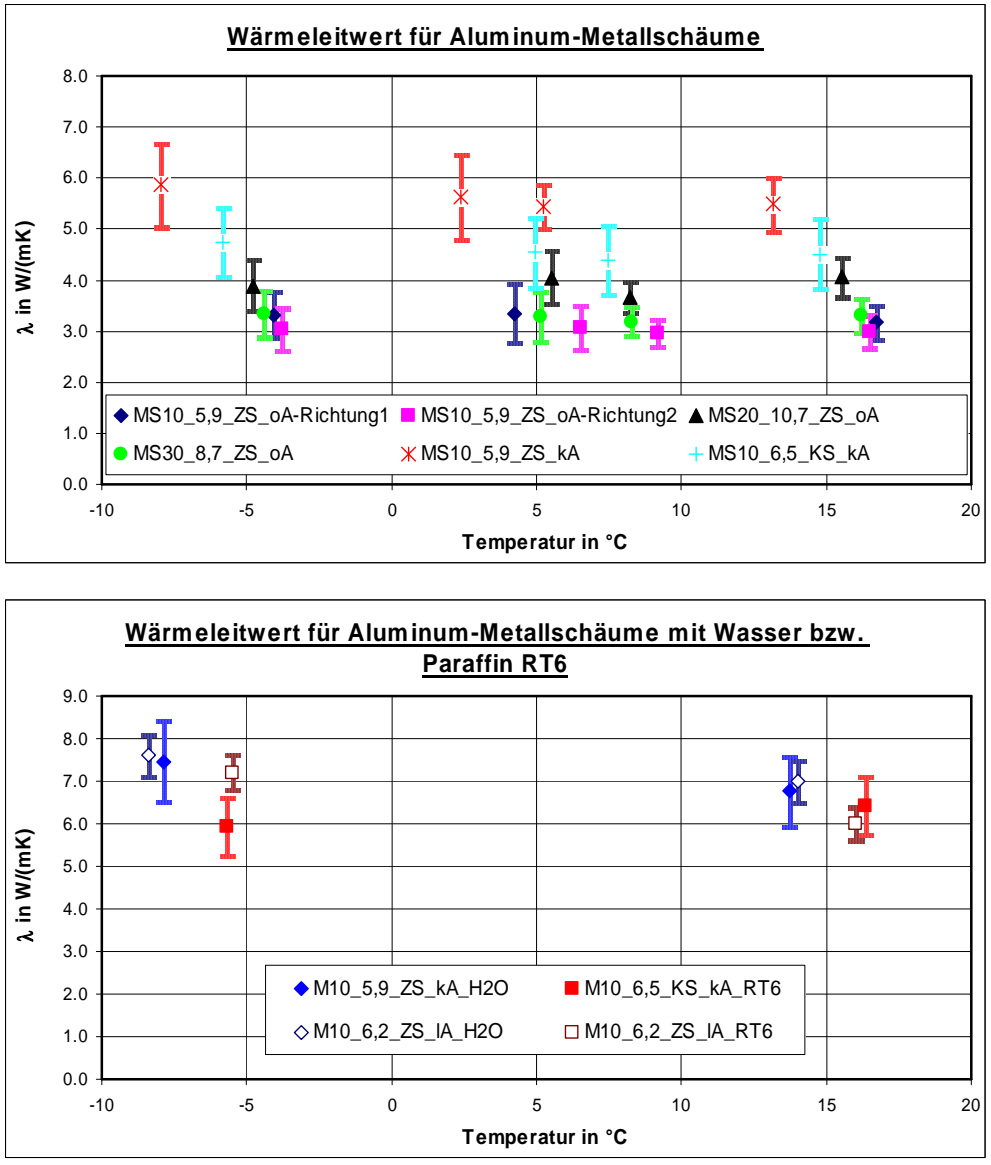 Wärmeleitwert für Aluminum-Metallschäume
8.0
7.0
6.0
5.0
4.0
3.0
2.0
1.0
0.0
λ in W/(mK)
MS10_5,9_ZS_oA-Richtung1 MS10_5,9_ZS_oA-Richtung2 MS20_10,7_ZS_oA
MS30_8,7_ZS_oA MS10_5,9_ZS_kA MS10_6,5_KS_kA
-10 -5 0 5 10 15 20
Temperatur in °C
Wärmeleitwert für Aluminum-Metallschäume mit Wasser bzw.
Paraffin RT6
9.0
8.0
7.0
6.0
5.0
4.0
3.0
2.0
1.0
0.0
λ in W/(mK)
M10_5,9_ZS_kA_H2O M10_6,5_KS_kA_RT6
M10_6,2_ZS_lA_H2O M10_6,2_ZS_lA_RT6
-10 -5 0 5 10 15 20
Temperatur in °C